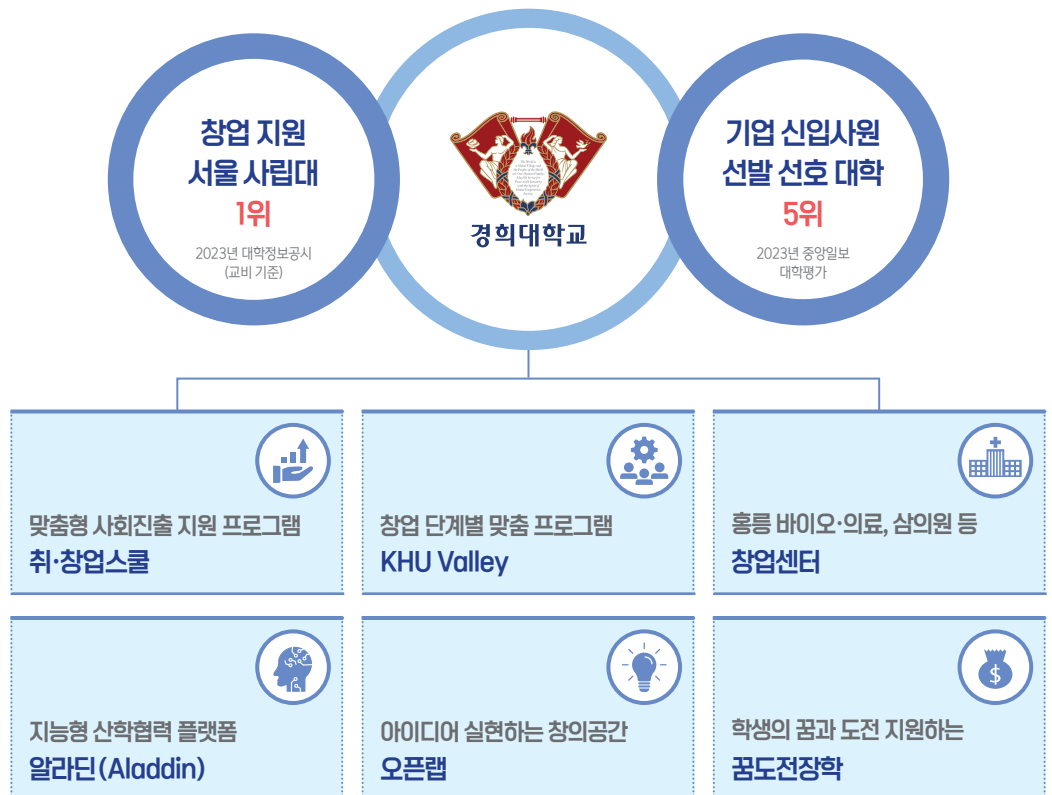 창업 지원
서울 사립대
1위
2023년 대학정보공시
(교비 기준)
경희대학교
기업 신입사원
선발 선호 대학
5위
2023년 중앙일보
대학평가
맞춤형 사회진출 지원 프로그램
취·창업스쿨
창업 단계별 맞춤 프로그램
KHU Valley
홍릉 바이오·의료, 삼의원 등
창업센터
지능형 산학협력 플랫폼
알라딘(Aladdin)
아이디어 실현하는 창의공간
오픈랩
학생의 꿈과 도전 지원하는
꿈도전장학